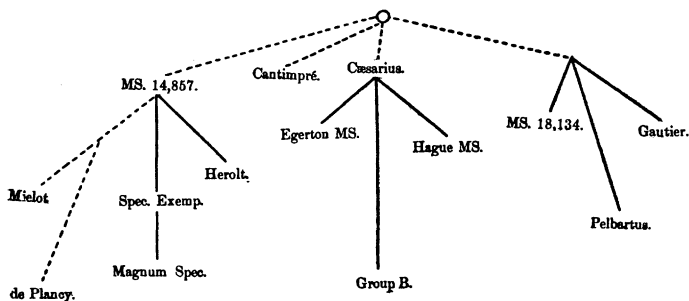 Cantimpré.
Cæsarius.
MS. 14,857.
Egerton MS.
Hague MS.
MS. 18,134.
Gautier.
Mielot.
Spec. Exemp.
Herolt.
Pelbartus.
de Plancy.
Magnum Spec.
Group B.